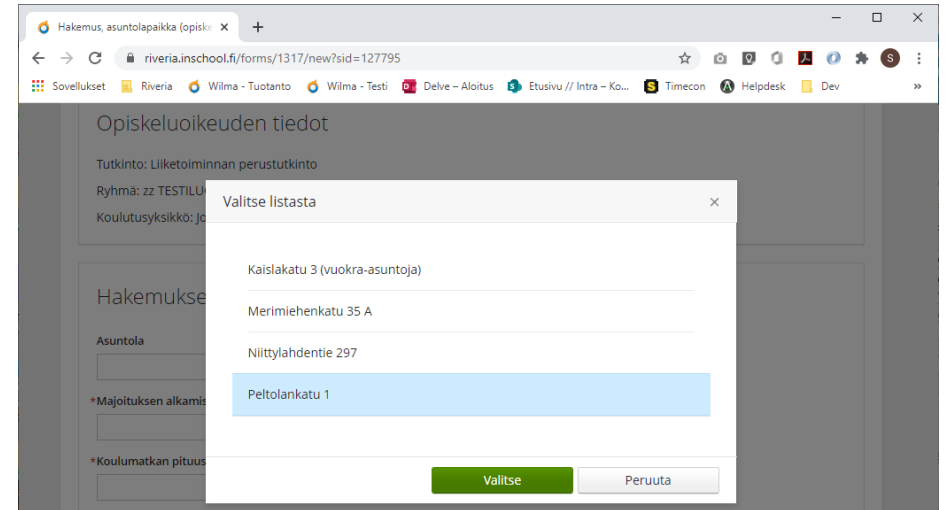 Hakemus, asuntolapaikka (opiske
riveria.inschool.fi/forms/1317/new?sid=127795
S
Sovellukset Riveria Wilma - Tuotanto Wilma - Testi Delve – Aloitus Etusivu // Intra – Ko... Timecon Helpdesk Dev
Opiskeluoikeuden tiedot
Tutkinto: Liiketoiminnan perustutkinto
Ryhmä: zz TESTILU
Koulutusyksikkö: Jo
Valitse listasta
Kaislakatu 3 (vuokra-asuntoja)
Merimiehenkatu 35 A
Niittylahdentie 297
Peltolankatu 1
Valitse Peruuta
Hakemukse
Asuntola
*Majoituksen alkamis
*Koulumatkan pituus